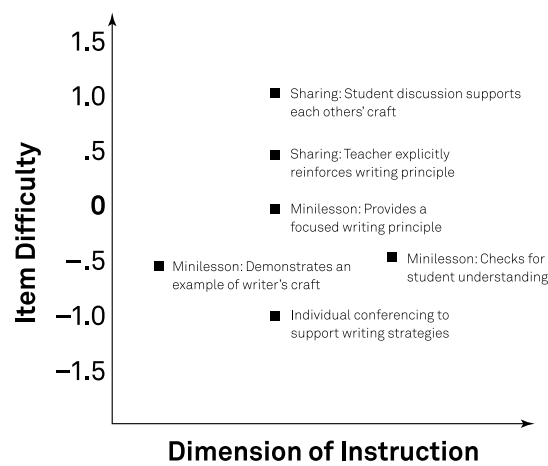 1.5
1.0
.5
0
–.5
–1.0
–1.5
Item Difficulty
Sharing: Student discussion supports
each others' craft
Sharing: Teacher explicitly
reinforces writing principle
Minilesson: Provides a
focused writing principle
Minilesson: Demonstrates an
example of writer's craft
Minilesson: Checks for
student understanding
Individual conferencing to
support writing strategies
Dimension of Instruction